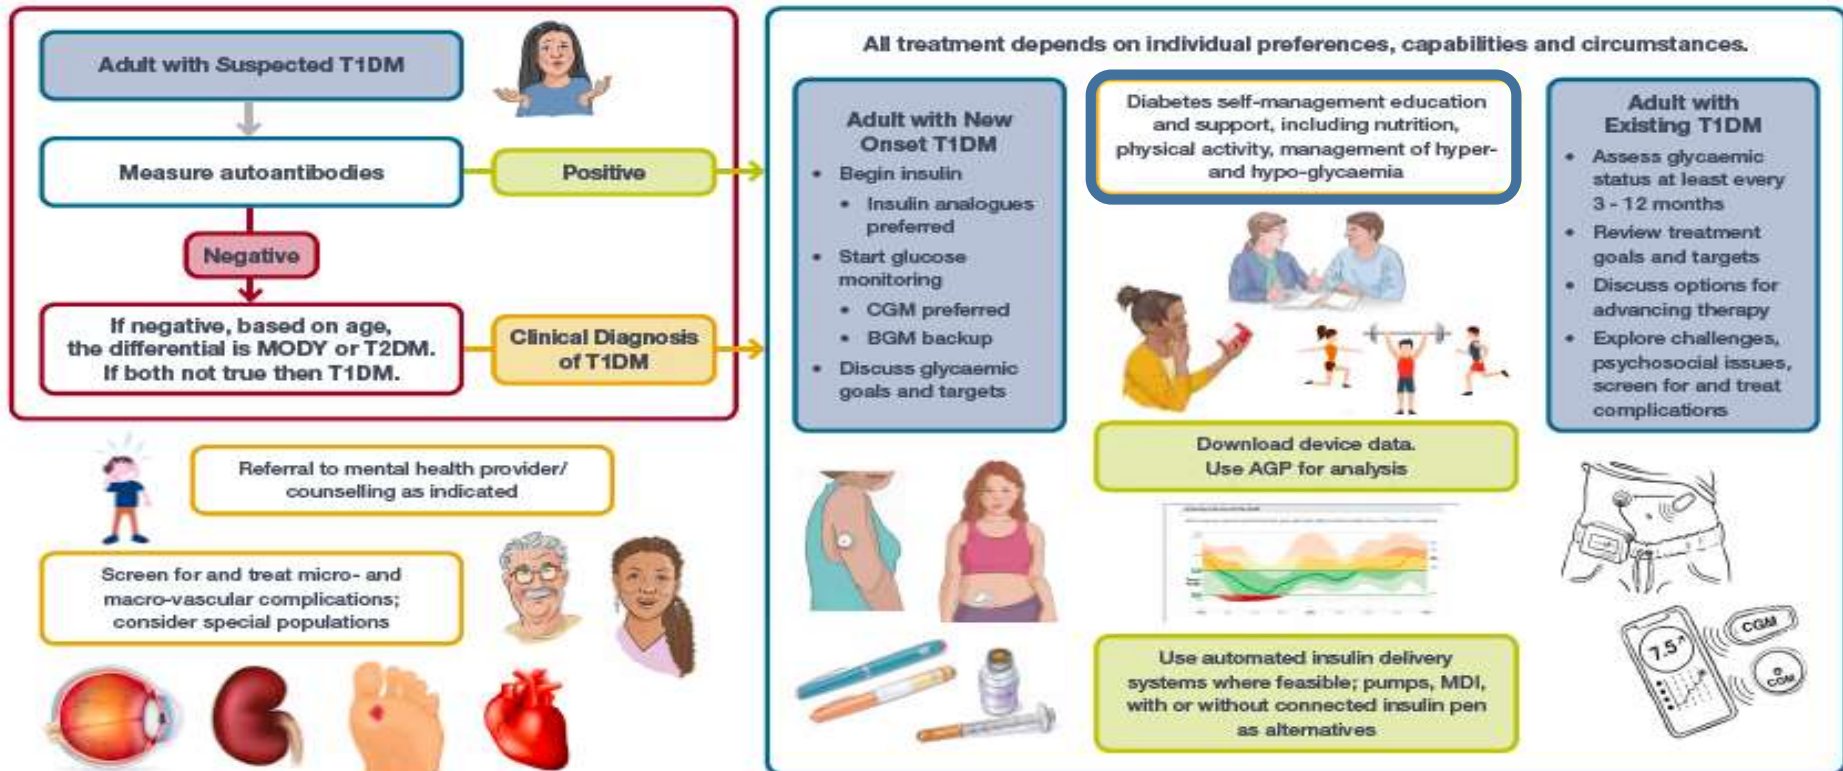 Adult with Suspected T1DM
Measure autoantibodies
Positive
Negative
If negative, based on age,
the differential is MODY or T2DM.
If both not true then T1DM.
Clinical Diagnosis
of T1DM
Referral to mental health provider/
counselling as indicated
Screen for and treat micro- and
macro-vascular complications;
consider special populations
All treatment depends on individual preferences, capabilities and circumstances.
Adult with New
Onset T1DM
• Begin insulin
• Insulin analogues
preferred
• Start glucose
monitoring
• CGM preferred
• BGM backup
• Discuss glycaemic
goals and targets
Diabetes self-management education
and support, including nutrition,
physical activity, management of hyper-
and hypo-glycaemia
Download device data.
Use AGP for analysis
Use automated insulin delivery
systems where feasible; pumps, MDI,
with or without connected insulin pen
as alternatives
Adult with
Existing T1DM
• Assess glycaemic
status at least every
3 - 12 months
• Review treatment
goals and targets
• Discuss options for
advancing therapy
• Explore challenges,
psychosocial issues,
screen for and treat
complications
7.5
CGM
CGM